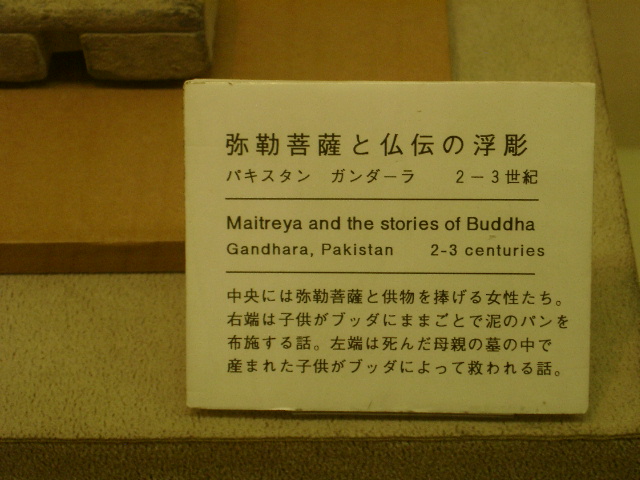 弥勒菩薩と仏伝の浮彫
パキスタン　ガンダーラ　　2－3世紀
Maitreya and the stories of Buddha
Gandhara, Pakistan　　2-3 centuries
中央には弥勒菩薩と供物を捧げる女性たち。
右端は子供がブッダにままごとで泥のパンを
布施する話。左端は死んだ母親の墓の中で
産まれた子供がブッダによって救われる話。